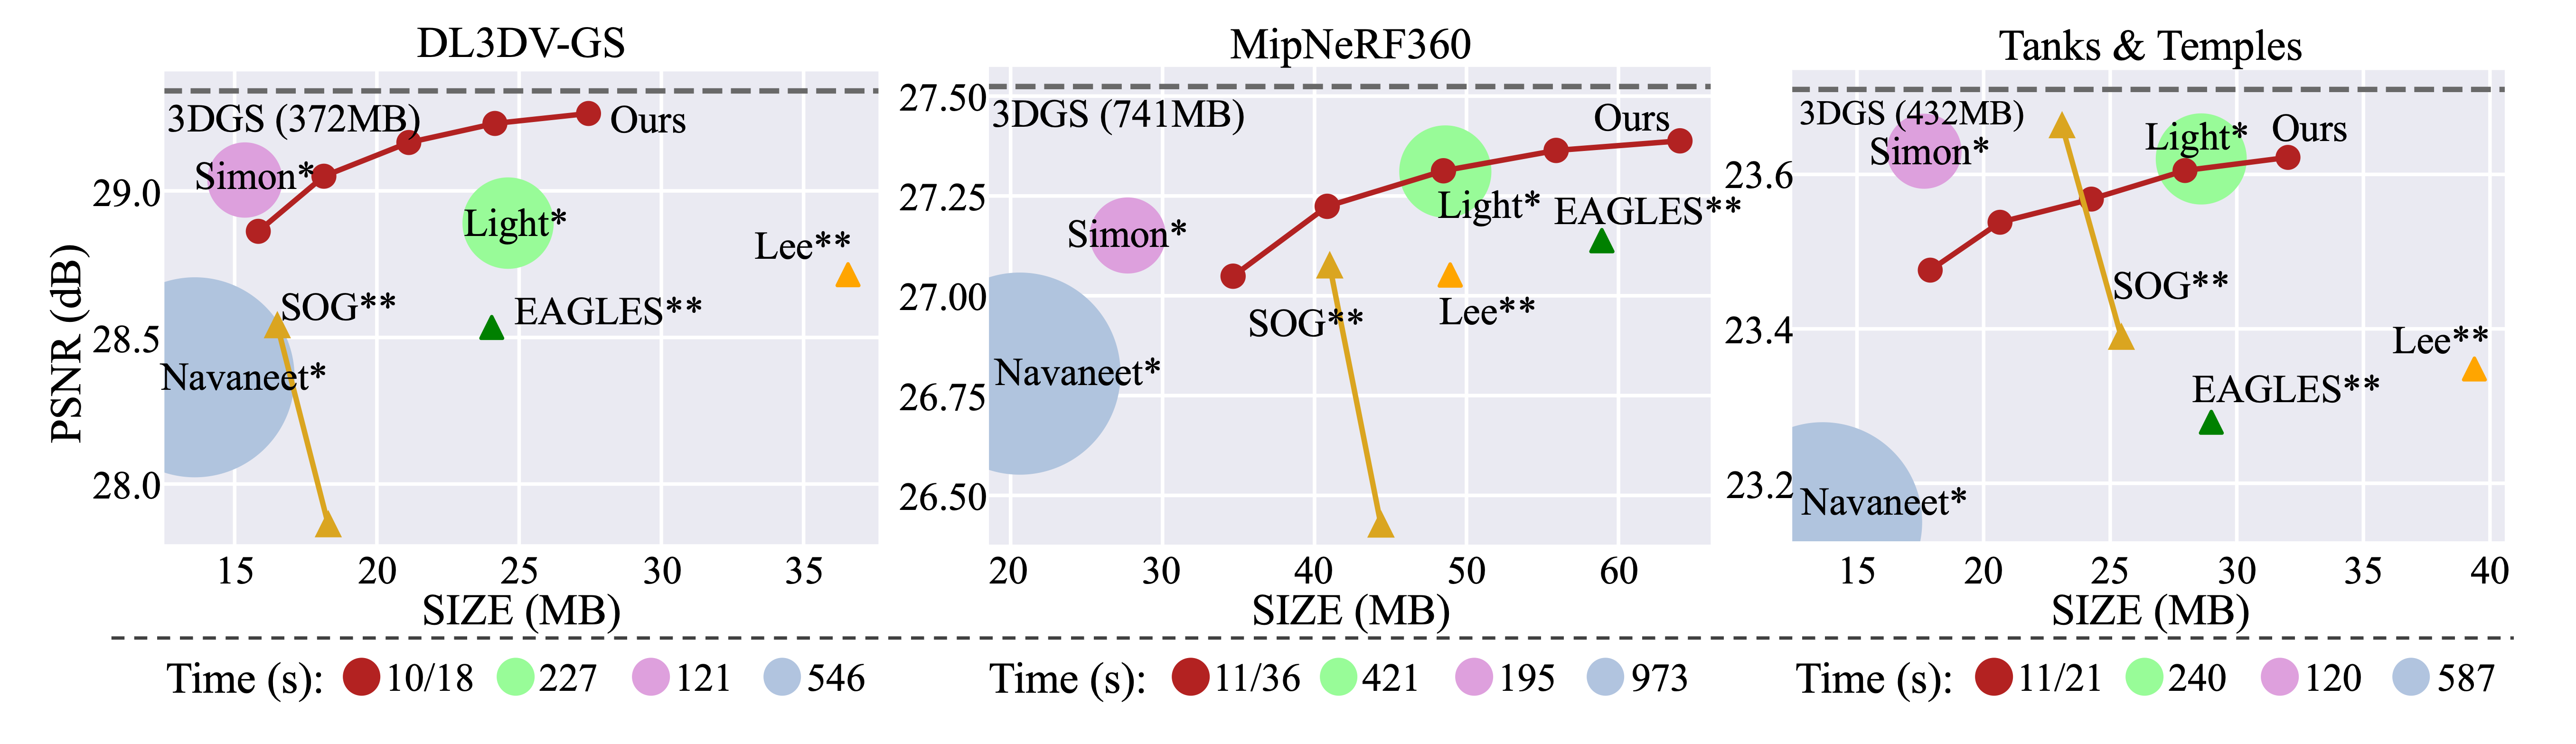 DL3DV-GS
PSNR (dB)
29.0
28.5
28.0
3DGS (372MB)
Ours
Simon*
Light*
Lee**
SOG**
EAGLES**
Navaneet*
15 20 25 30 35
SIZE (MB)
MipNeRF360
27.50
27.25
27.00
26.75
26.50
3DGS (741MB)
Ours
Light*
EAGLES**
Simon*
SOG**
Lee**
Navaneet*
20 30 40 50 60
SIZE (MB)
Tanks & Temples
23.6
23.4
23.2
3DGS (432MB)
Simon*
Light*
Ours
SOG**
Lee**
EAGLES**
Navaneet*
15 20 25 30 35 40
SIZE (MB)
Time (s): 10/18 227 121 546
Time (s): 11/36 421 195 973
Time (s): 11/21 240 120 587